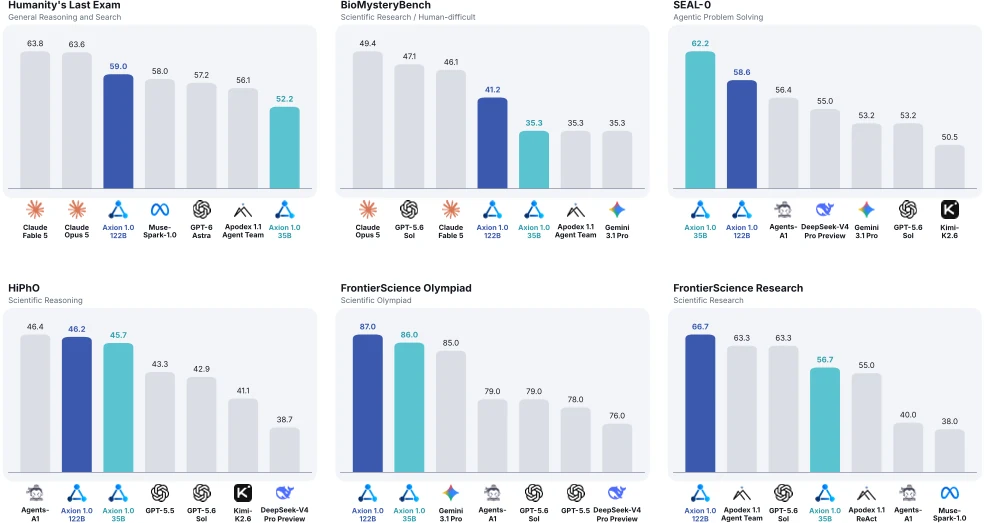 Humanity's Last Exam
General Reasoning and Search
63.8
63.6
59.0
58.0
57.2
56.1
52.2
Claude
Fable 5
Claude
Opus 5
Axion 1.0
122B
Muse-
Spark-1.0
GPT-6
Astra
Apodex 1.1
Agent Team
Axion 1.0
35B
BioMysteryBench
Scientific Research / Human-difficult
49.4
47.1
46.1
41.2
35.3
35.3
35.3
Claude
Opus 5
GPT-5.6
Sol
Claude
Fable 5
Axion 1.0
122B
Axion 1.0
35B
Apodex 1.1
Agent Team
Gemini
3.1 Pro
SEAL-0
Agentic Problem Solving
62.2
58.6
56.4
55.0
53.2
53.2
50.5
Axion 1.0
35B
Axion 1.0
122B
Agents-
A1
DeepSeek-V4
Pro Preview
Gemini
3.1 Pro
GPT-5.6
Sol
Kimi-
K2.6
HiPhO
Scientific Reasoning
46.4
46.2
45.7
43.3
42.9
41.1
38.7
Agents-
A1
Axion 1.0
122B
Axion 1.0
35B
GPT-5.5
GPT-5.6
Sol
Kimi-
K2.6
DeepSeek-V4
Pro Preview
FrontierScience Olympiad
Scientific Olympiad
87.0
86.0
85.0
79.0
79.0
78.0
76.0
Axion 1.0
122B
Axion 1.0
35B
Gemini
3.1 Pro
Agents-
A1
GPT-5.6
Sol
GPT-5.5
DeepSeek-V4
Pro Preview
FrontierScience Research
Scientific Research
66.7
63.3
63.3
56.7
55.0
40.0
38.0
Axion 1.0
122B
Apodex 1.1
Agent Team
GPT-5.6
Sol
Axion 1.0
35B
Apodex 1.1
ReAct
Agents-
A1
Muse-
Spark-1.0